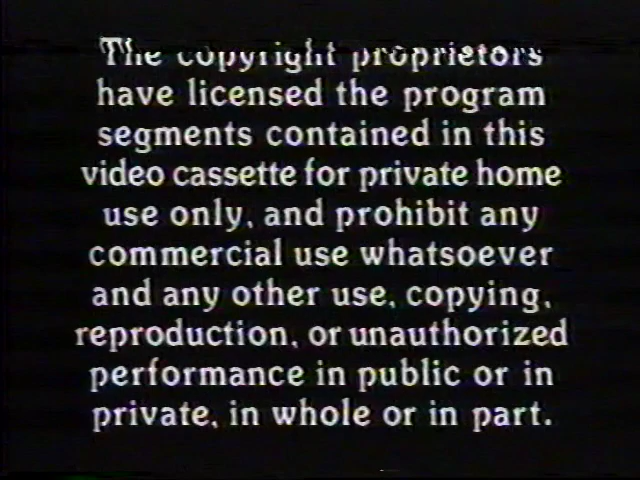 The copyright proprietors
have licensed the program
segments contained in this
video cassette for private home
use only, and prohibit any
commercial use whatsoever
and any other use, copying,
reproduction, or unauthorized
performance in public or in
private, in whole or in part.